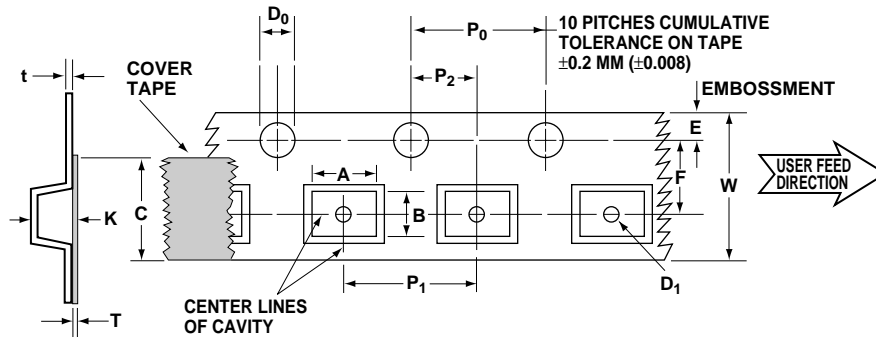 D0
P0
10 PITCHES CUMULATIVE
TOLERANCE ON TAPE
±0.2 MM (±0.008)
t
COVER
TAPE
P2
EMBOSSMENT
E
A
F
W
USER FEED
DIRECTION
C
K
B
P1
D1
CENTER LINES
OF CAVITY
T